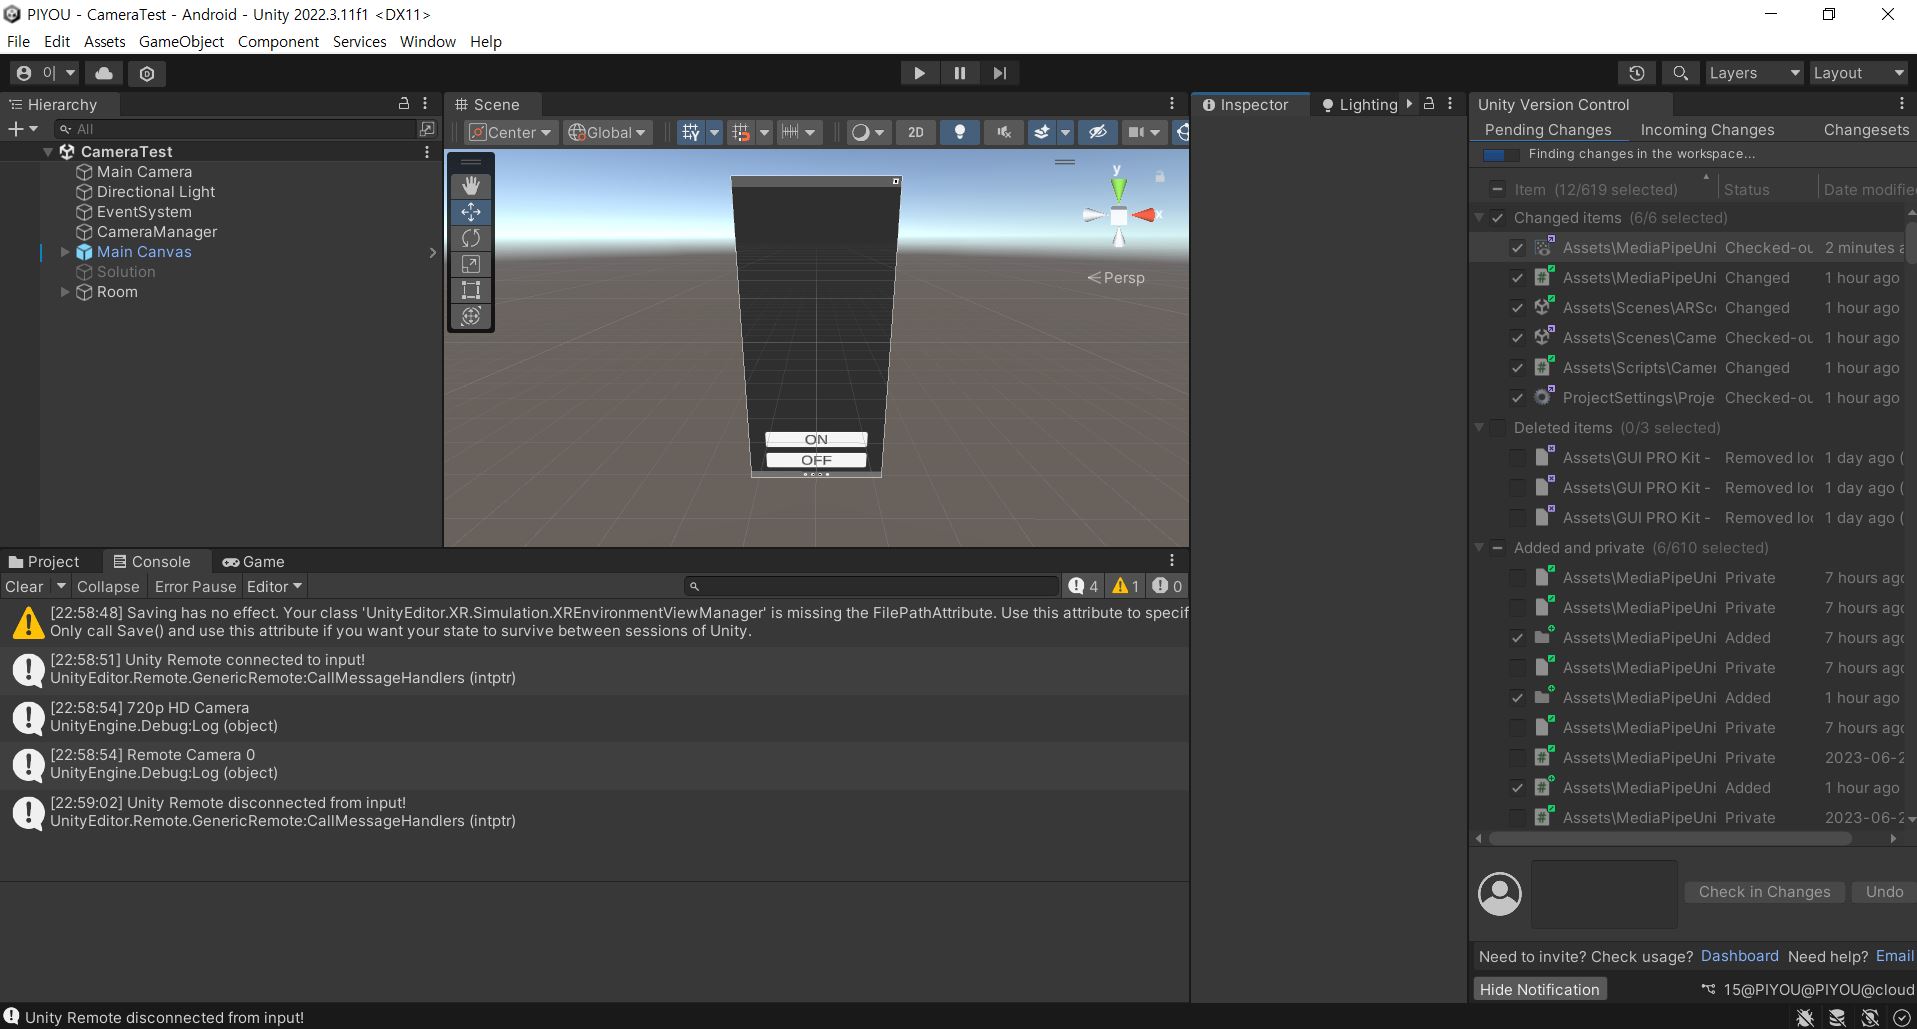 PIYOU - CameraTest - Android - Unity 2022.3.11f1 <DX11>
File Edit Assets GameObject Component Services Window Help
Layers Layout
Hierarchy
All
CameraTest
Main Camera
Directional Light
EventSystem
CameraManager
Main Canvas
Solution
Room
Scene
Center Global 2D
y
x
Persp
ON
OFF
Inspector Lighting
Unity Version Control
Pending Changes Incoming Changes Changesets
Finding changes in the workspace...
Item (12/619 selected) Status Date modifie
Changed items (6/6 selected)
Assets\MediaPipeUni Checked-ou 2 minutes a
Assets\MediaPipeUni Changed 1 hour ago
Assets\Scenes\ARSc Changed 1 hour ago
Assets\Scenes\Came Checked-ou 1 hour ago
Assets\Scripts\Camer Changed 1 hour ago
ProjectSettings\Proje Checked-ou 1 hour ago
Deleted items (0/3 selected)
Assets\GUI PRO Kit - Removed loc 1 day ago (
Assets\GUI PRO Kit - Removed loc 1 day ago (
Assets\GUI PRO Kit - Removed loc 1 day ago (
Added and private (6/610 selected)
Assets\MediaPipeUni Private 7 hours ago
Assets\MediaPipeUni Private 7 hours ago
Assets\MediaPipeUni Added 7 hours ago
Assets\MediaPipeUni Private 7 hours ago
Assets\MediaPipeUni Added 1 hour ago
Assets\MediaPipeUni Private 7 hours ago
Assets\MediaPipeUni Private 2023-06-2
Assets\MediaPipeUni Added 1 hour ago
Assets\MediaPipeUni Private 2023-06-2
Check in Changes Undo
Need to invite? Check usage? Dashboard Need help? Email
Hide Notification 15@PIYOU@PIYOU@cloud
Project Console Game
Clear Collapse Error Pause Editor 4 1 0
[22:58:48] Saving has no effect. Your class 'UnityEditor.XR.Simulation.XREnvironmentViewManager' is missing the FilePathAttribute. Use this attribute to specif
Only call Save() and use this attribute if you want your state to survive between sessions of Unity.
[22:58:51] Unity Remote connected to input!
UnityEditor.Remote.GenericRemote:CallMessageHandlers (intptr)
[22:58:54] 720p HD Camera
UnityEngine.Debug:Log (object)
[22:58:54] Remote Camera 0
UnityEngine.Debug:Log (object)
[22:59:02] Unity Remote disconnected from input!
UnityEditor.Remote.GenericRemote:CallMessageHandlers (intptr)
Unity Remote disconnected from input!